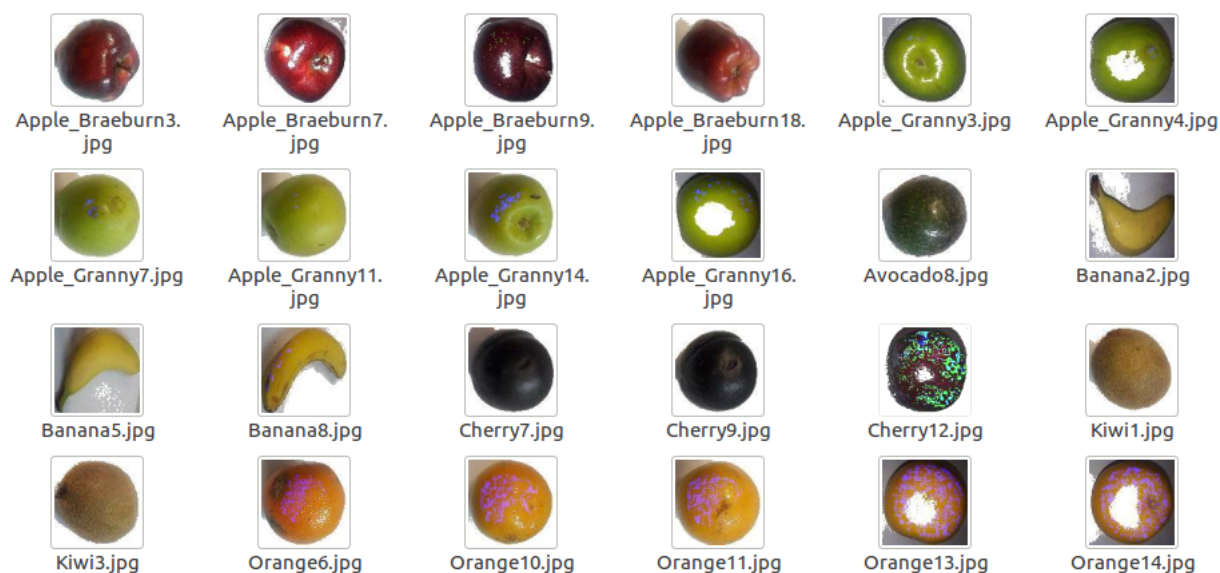 Apple_Braeburn3.
jpg
Apple_Braeburn7.
jpg
Apple_Braeburn9.
jpg
Apple_Braeburn18.
jpg
Apple_Granny3.jpg
Apple_Granny4.jpg
Apple_Granny7.jpg
Apple_Granny11.
jpg
Apple_Granny14.
jpg
Apple_Granny16.
jpg
Avocado8.jpg
Banana2.jpg
Banana5.jpg
Banana8.jpg
Cherry7.jpg
Cherry9.jpg
Cherry12.jpg
Kiwi1.jpg
Kiwi3.jpg
Orange6.jpg
Orange10.jpg
Orange11.jpg
Orange13.jpg
Orange14.jpg